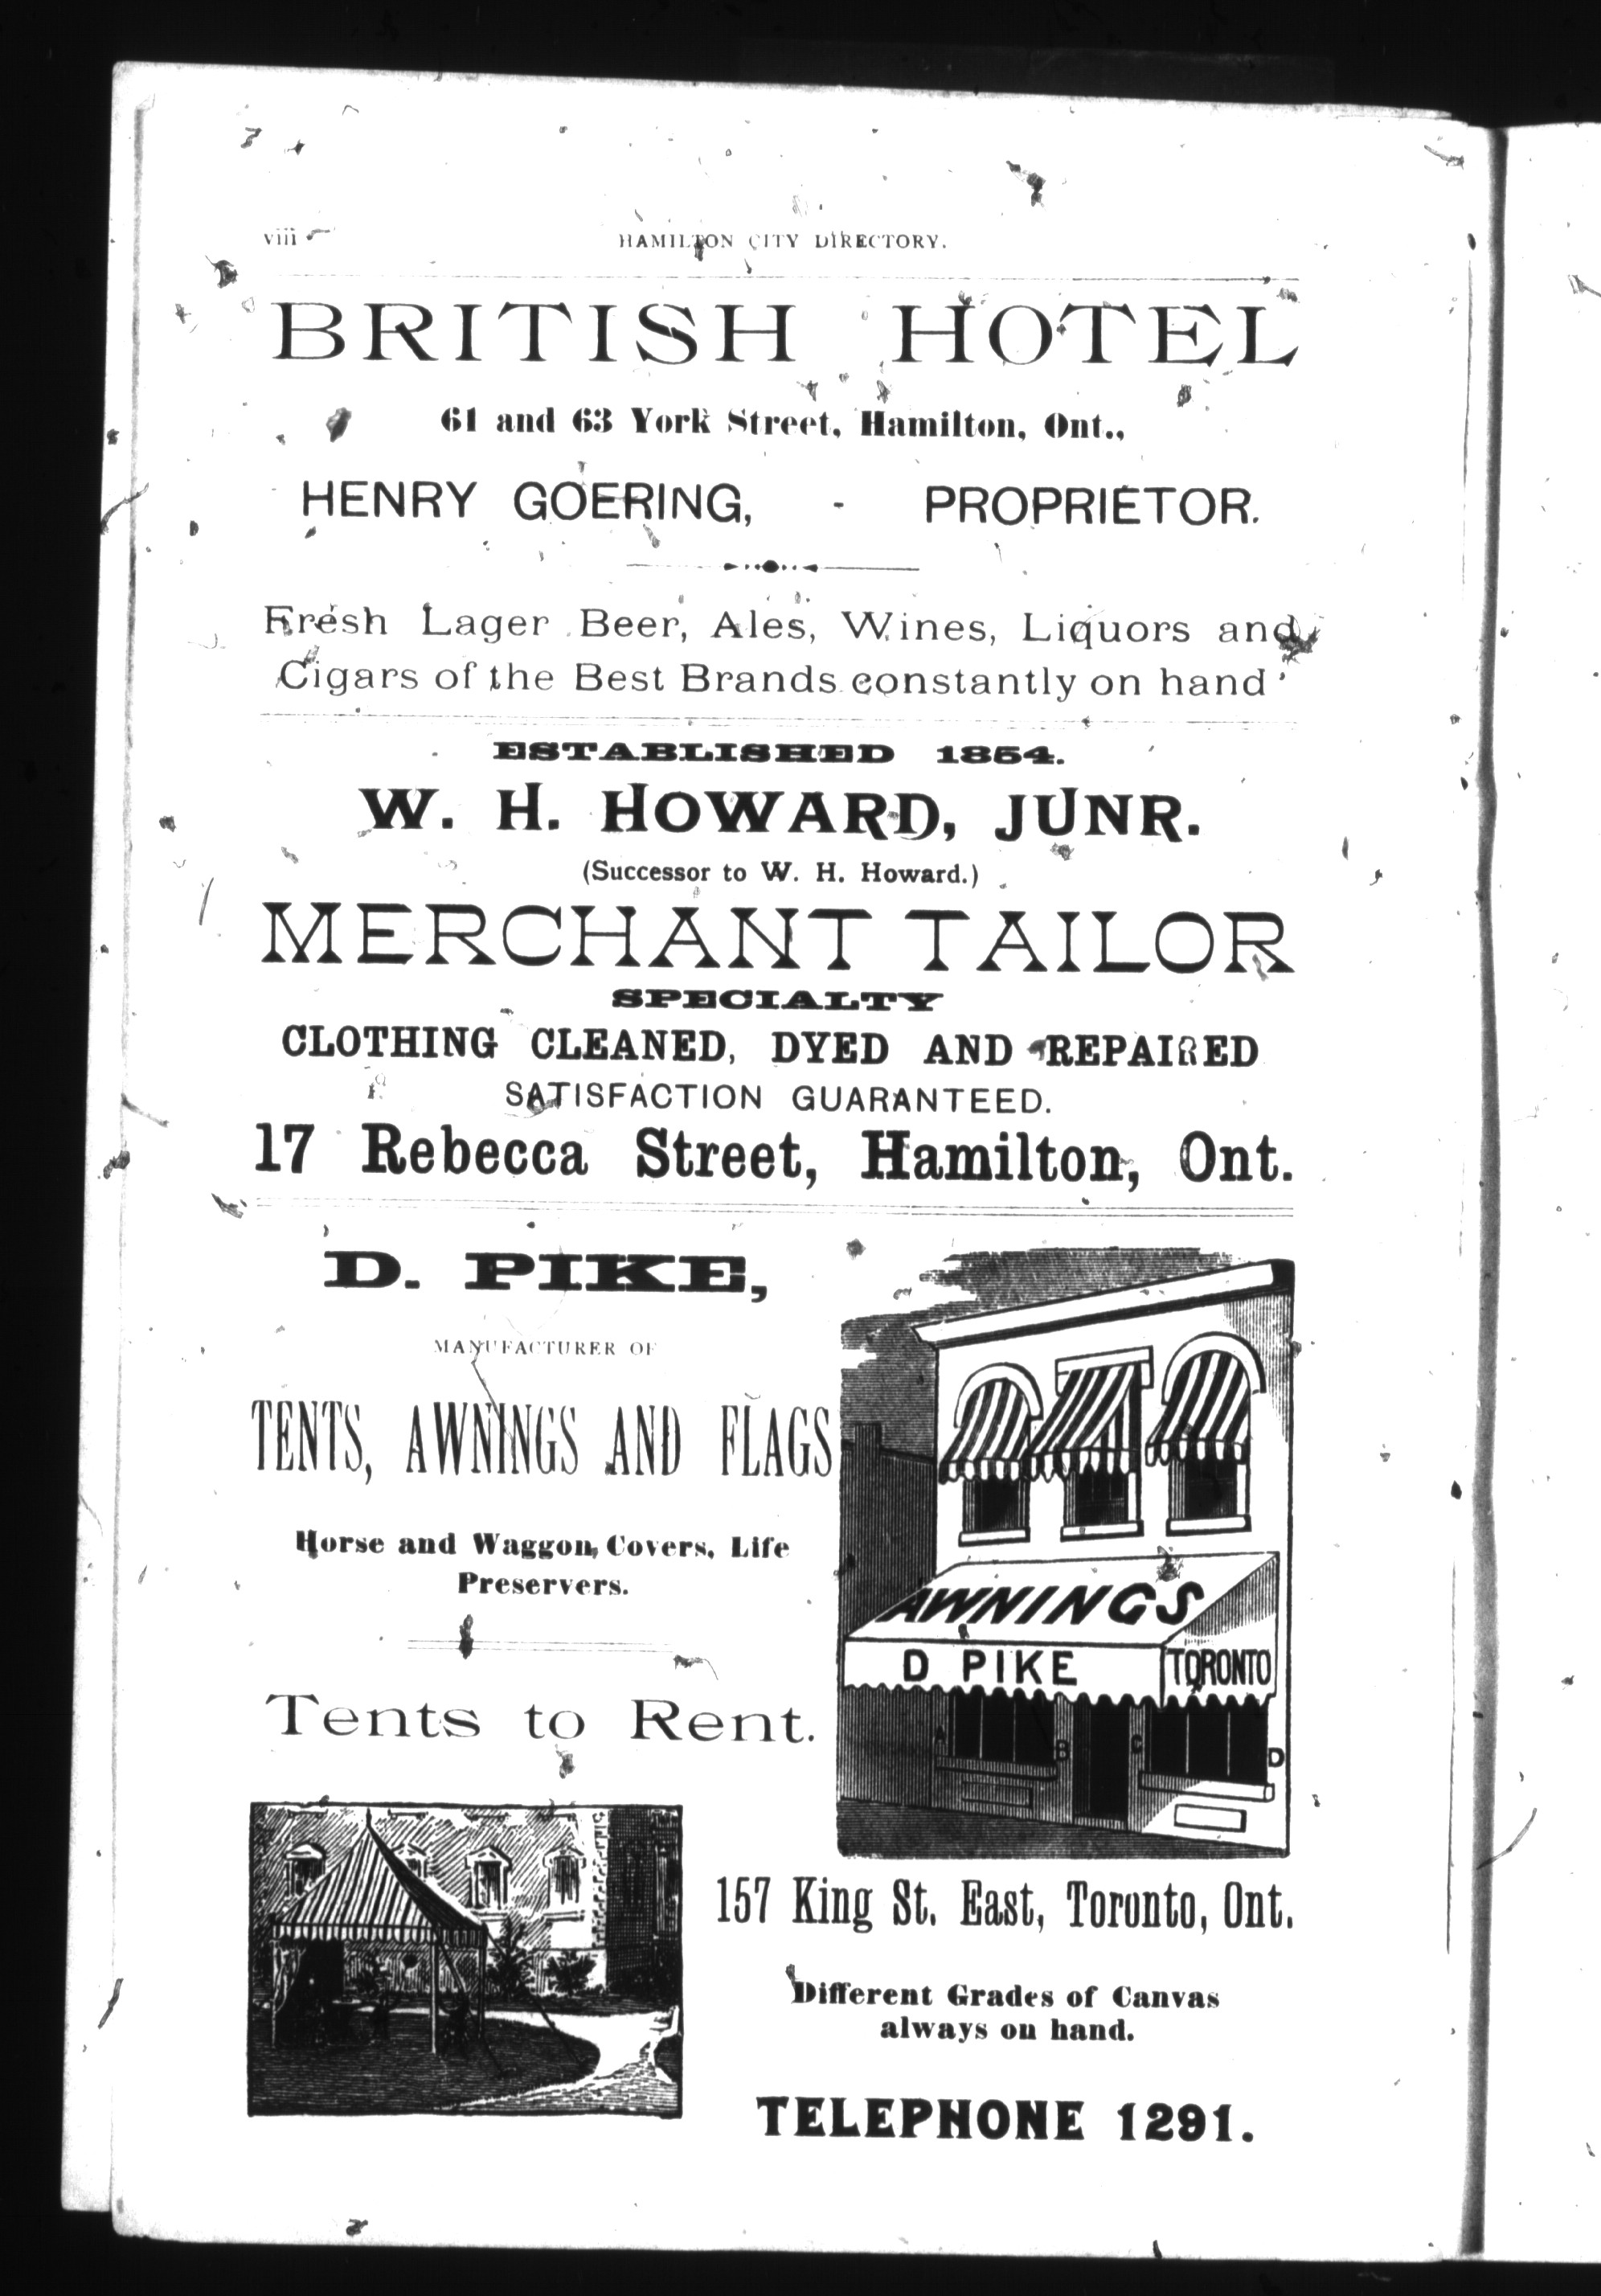 viii
HAMILTON CITY DIRECTORY.
BRITISH HOTEL
61 and 63 York Street, Hamilton, Ont.,
HENRY GOERING, - PROPRIETOR.
Fresh Lager Beer, Ales, Wines, Liquors and
Cigars of the Best Brands constantly on hand
ESTABLISHED 1854.
W. H. HOWARD, JUNR.
(Successor to W. H. Howard.)
MERCHANT TAILOR
SPECIALTY
CLOTHING CLEANED, DYED AND REPAIRED
SATISFACTION GUARANTEED.
17 Rebecca Street, Hamilton, Ont.
D. PIKE,
MANUFACTURER OF
TENTS, AWNINGS AND FLAGS
Horse and Waggon Covers, Life
Preservers.
Tents to Rent.
AWNINGS
D PIKE TORONTO
A B C D
157 King St. East, Toronto, Ont.
Different Grades of Canvas
always on hand.
TELEPHONE 1291.